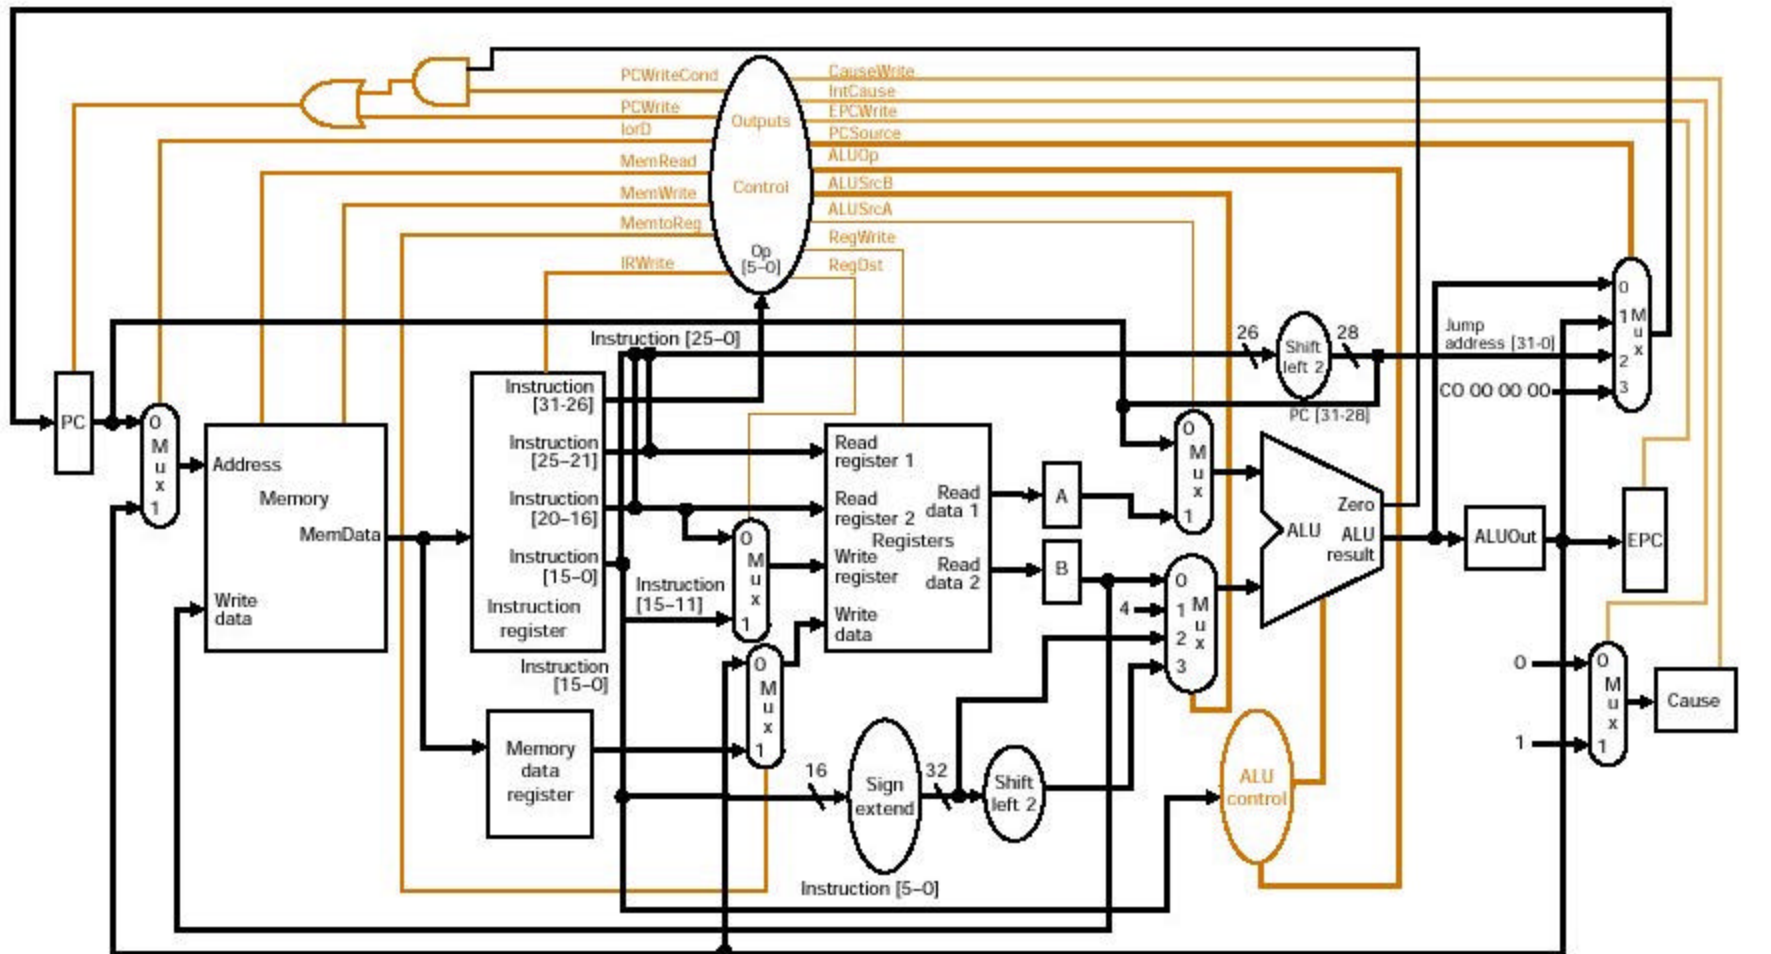 PCWriteCond
PCWrite
IorD
MemRead
MemWrite
MemtoReg
IRWrite
Outputs
Control
Op
[5–0]
CauseWrite
IntCause
EPCWrite
PCSource
ALUOp
ALUSrcB
ALUSrcA
RegWrite
RegDst
PC
0
M
u
x
1
Address
Memory
MemData
Write
data
Instruction [25–0]
Instruction
[31-26]
Instruction
[25–21]
Instruction
[20–16]
Instruction
[15–0]
Instruction
register
Instruction
[15–0]
Memory
data
register
Instruction
[15–11]
0
M
u
x
1
0
M
u
x
1
Read
register 1
Read
register 2
Registers
Write
register
Write
data
Read
data 1
Read
data 2
A
B
4
16
Sign
extend
32
Shift
left 2
Instruction [5–0]
0
M
u
x
1
0
1
M
u
x
2
3
26
Shift
left 2
28
PC [31-28]
Jump
address [31-0]
CO 00 00 00
Zero
ALU
ALU
result
ALU
control
ALUOut
0
1
M
u
x
2
3
EPC
0
1
0
M
u
x
1
Cause